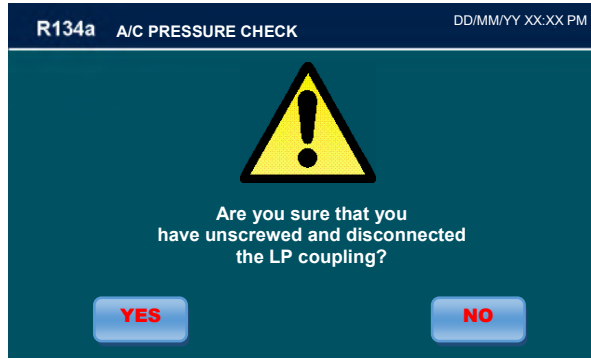 R134a A/C PRESSURE CHECK DD/MM/YY XX:XX PM
Are you sure that you
have unscrewed and disconnected
the LP coupling?
YES NO